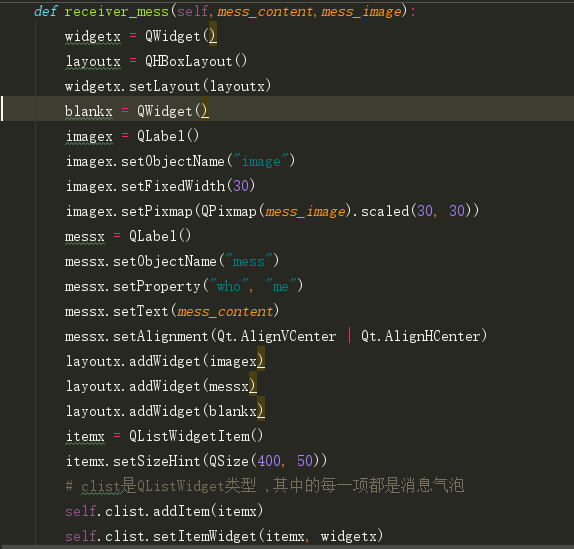 def receiver_mess(self,mess_content,mess_image):
widgetx = QWidget()
layoutx = QHBoxLayout()
widgetx.setLayout(layoutx)
blankx = QWidget()
imagex = QLabel()
imagex.setObjectName("image")
imagex.setFixedWidth(30)
imagex.setPixmap(QPixmap(mess_image).scaled(30, 30))
messx = QLabel()
messx.setObjectName("mess")
messx.setProperty("who", "me")
messx.setText(mess_content)
messx.setAlignment(Qt.AlignVCenter | Qt.AlignHCenter)
layoutx.addWidget(imagex)
layoutx.addWidget(messx)
layoutx.addWidget(blankx)
itemx = QListWidgetItem()
itemx.setSizeHint(QSize(400, 50))
# clist是QListWidget类型 ,其中的每一项都是消息气泡
self.clist.addItem(itemx)
self.clist.setItemWidget(itemx, widgetx)